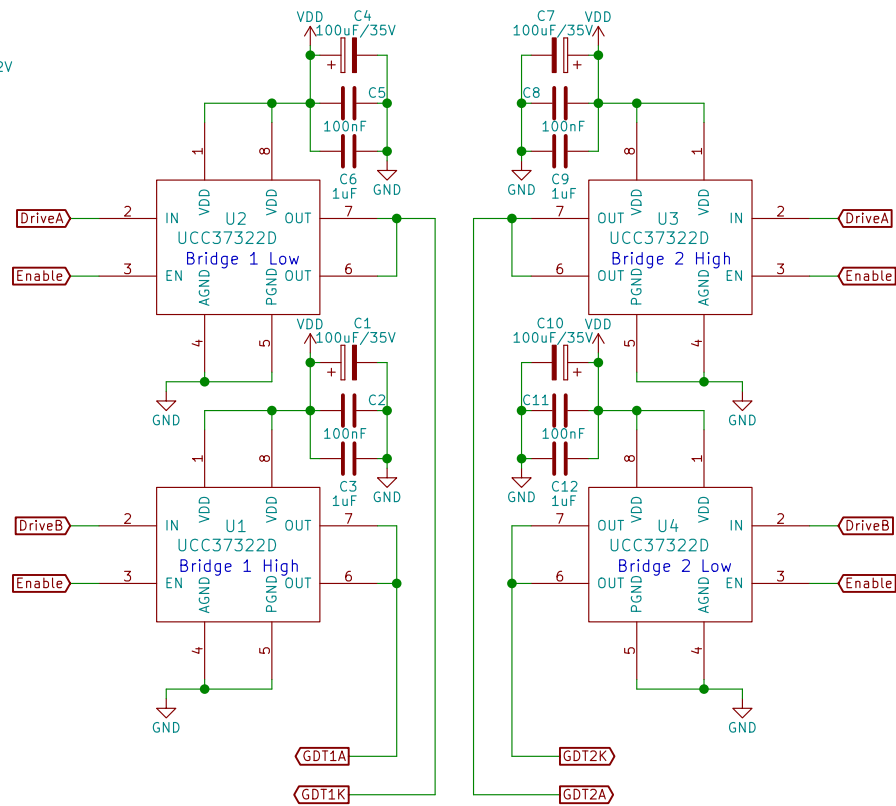 2V
VDD
C4
100uF/35V
+
C5
100nF
C6
1uF
GND
1
8
VDD
VDD
DriveA
2
IN
U2
OUT
7
UCC37322D
Bridge 1 Low
Enable
3
EN
OUT
6
AGND
PGND
4
5
GND
C7
VDD
100uF/35V
+
C8
100nF
C9
1uF
GND
8
1
VDD
VDD
7
OUT
U3
IN
2
DriveA
UCC37322D
Bridge 2 High
6
OUT
EN
3
Enable
PGND
AGND
5
4
GND
VDD
C1
100uF/35V
+
C2
100nF
C3
1uF
GND
1
8
VDD
VDD
DriveB
2
IN
U1
OUT
7
UCC37322D
Bridge 1 High
Enable
3
EN
OUT
6
AGND
PGND
4
5
GND
C10
VDD
100uF/35V
+
C11
100nF
C12
1uF
GND
8
1
VDD
VDD
7
OUT
U4
IN
2
DriveB
UCC37322D
Bridge 2 Low
6
OUT
EN
3
Enable
PGND
AGND
5
4
GND
GDT1A
GDT2K
GDT1K
GDT2A